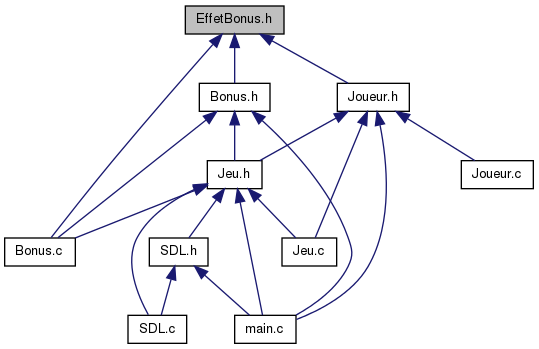 EffetBonus.h
Bonus.h
Joueur.h
Jeu.h
Joueur.c
Bonus.c
SDL.h
Jeu.c
SDL.c
main.c